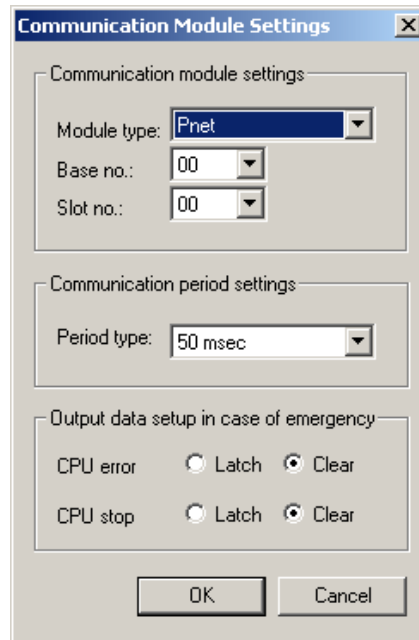 Communication Module Settings
Communication module settings
Module type: Pnet
Base no.: 00
Slot no.: 00
Communication period settings
Period type: 50 msec
Output data setup in case of emergency
CPU error Latch Clear
CPU stop Latch Clear
OK Cancel